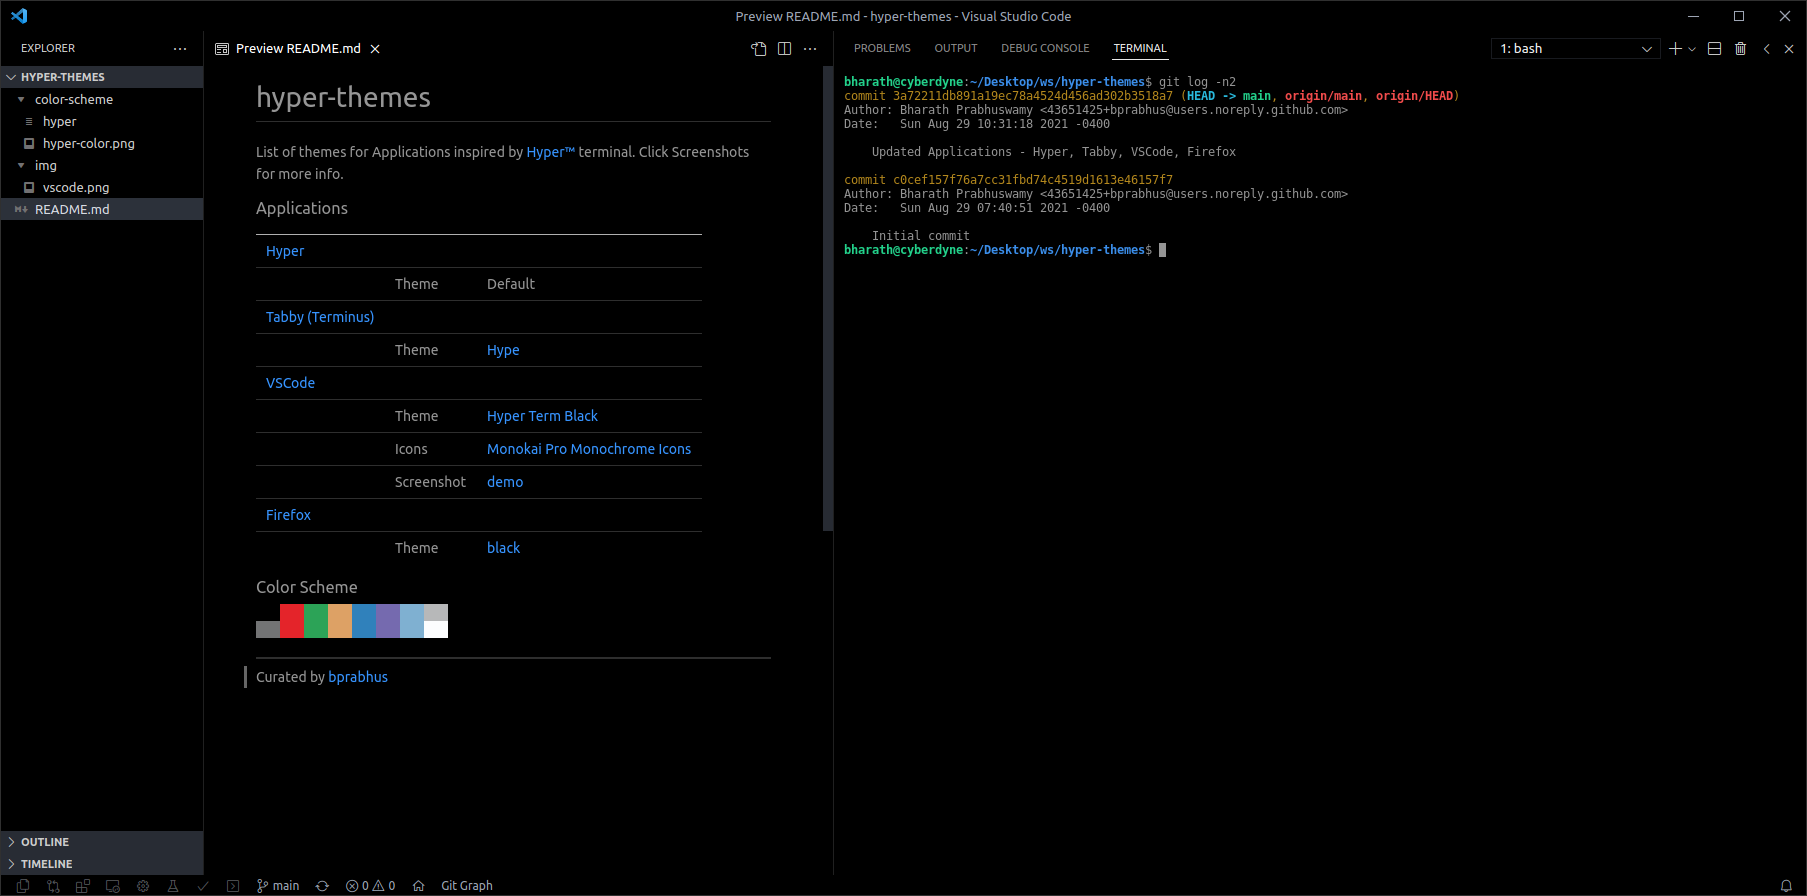 Preview README.md - hyper-themes - Visual Studio Code
EXPLORER
HYPER-THEMES
color-scheme
hyper
hyper-color.png
img
vscode.png
README.md
OUTLINE
TIMELINE
Preview README.md
hyper-themes
List of themes for Applications inspired by Hyper™ terminal. Click Screenshots
for more info.
Applications
Hyper
Theme Default
Tabby (Terminus)
Theme Hype
VSCode
Theme Hyper Term Black
Icons Monokai Pro Monochrome Icons
Screenshot demo
Firefox
Theme black
Color Scheme
Curated by bprabhus
PROBLEMS OUTPUT DEBUG CONSOLE TERMINAL 1: bash
bharath@cyberdyne:~/Desktop/ws/hyper-themes$ git log -n2
commit 3a72211db891a19ec78a4524d456ad302b3518a7 (HEAD -> main, origin/main, origin/HEAD)
Author: Bharath Prabhuswamy <43651425+bprabhus@users.noreply.github.com>
Date:   Sun Aug 29 10:31:18 2021 -0400
Updated Applications - Hyper, Tabby, VSCode, Firefox
commit c0cef157f76a7cc31fbd74c4519d1613e46157f7
Author: Bharath Prabhuswamy <43651425+bprabhus@users.noreply.github.com>
Date:   Sun Aug 29 07:40:51 2021 -0400
Initial commit
bharath@cyberdyne:~/Desktop/ws/hyper-themes$
main 0 0 Git Graph